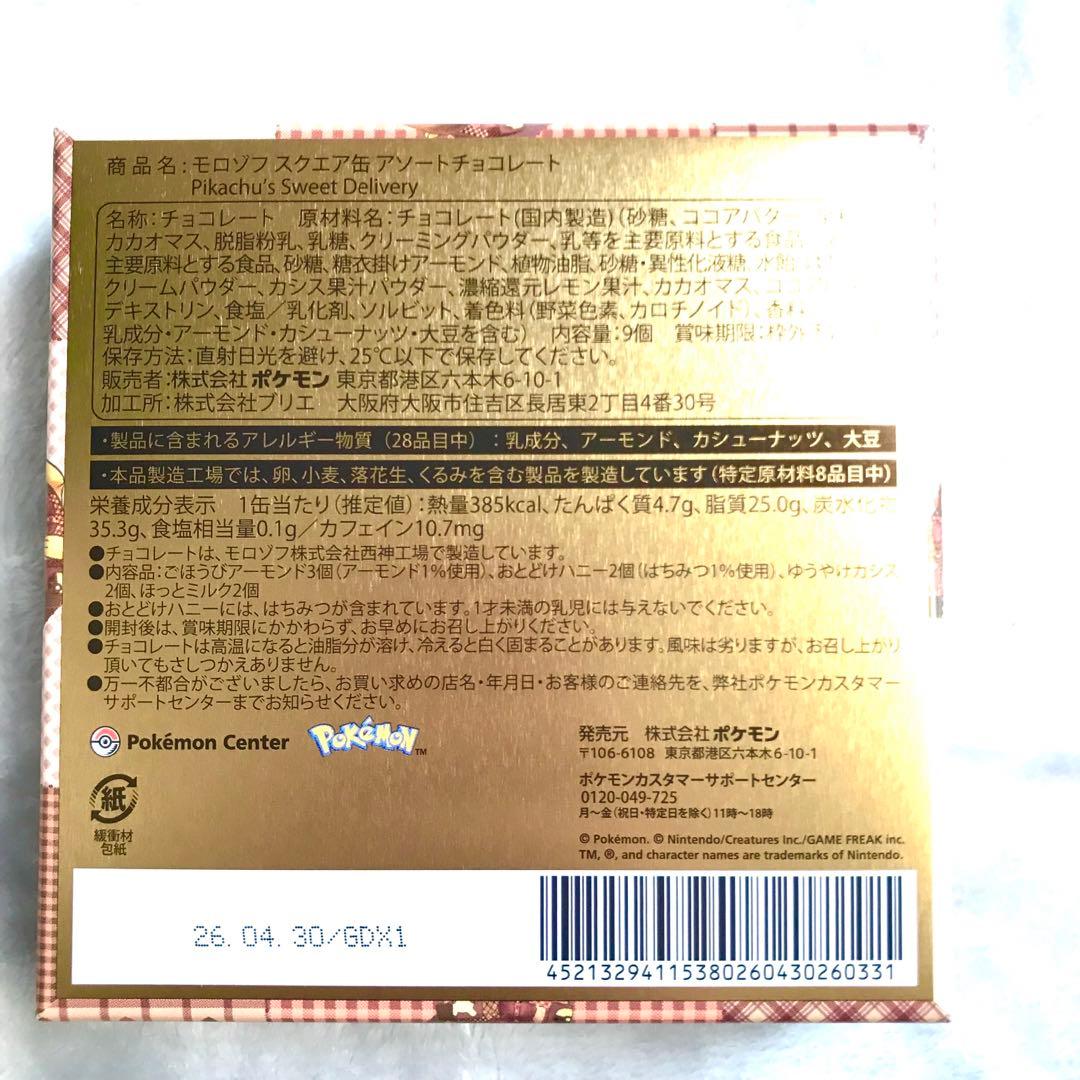 商品名：モロゾフ スクエア缶 アソートチョコレート
Pikachu's Sweet Delivery
名称：チョコレート 原材料名：チョコレート(国内製造)(砂糖、ココアバター
カカオマス、脱脂粉乳、乳糖、クリーミングパウダー、乳等を主要原料とする食品
主要原料とする食品、砂糖、糖衣掛けアーモンド、植物油脂、砂糖・異性化液糖、水飴
クリームパウダー、カシス果汁パウダー、濃縮還元レモン果汁、カカオマス、ココア
デキストリン、食塩／乳化剤、ソルビット、着色料(野菜色素、カロチノイド)、香料
乳成分・アーモンド・カシューナッツ・大豆を含む） 内容量：9個 賞味期限：枠外
保存方法：直射日光を避け、25℃以下で保存してください。
販売者：株式会社ポケモン 東京都港区六本木6-10-1
加工所：株式会社ブリエ 大阪府大阪市住吉区長居東2丁目4番30号
・製品に含まれるアレルギー物質（28品目中）：乳成分、アーモンド、カシューナッツ、大豆
・本品製造工場では、卵、小麦、落花生、くるみを含む製品を製造しています(特定原材料8品目中)
栄養成分表示 1缶当たり(推定値)：熱量385kcal、たんぱく質4.7g、脂質25.0g、炭水化物
35.3g、食塩相当量0.1g／カフェイン10.7mg
●チョコレートは、モロゾフ株式会社西神工場で製造しています。
●内容品：ごほうびアーモンド3個(アーモンド1%使用)、おとどけハニー2個(はちみつ1%使用)、ゆうやけカシス
2個、ほっとミルク2個
●おとどけハニーには、はちみつが含まれています。1才未満の乳児には与えないでください。
●開封後は、賞味期限にかかわらず、お早めにお召し上がりください。
●チョコレートは高温になると油脂分が溶け、冷えると白く固まることがあります。風味は劣りますが、お召し上がり
頂いてもさしつかえありません。
●万一不都合がございましたら、お買い求めの店名・年月日・お客様のご連絡先を、弊社ポケモンカスタマー
サポートセンターまでお知らせください。
Pokémon Center POKéMON™
発売元 株式会社ポケモン
〒106-6108 東京都港区六本木6-10-1
ポケモンカスタマーサポートセンター
0120-049-725
月～金(祝日・特定日を除く)11時～18時
紙
緩衝材
包紙
© Pokémon. © Nintendo/Creatures Inc./GAME FREAK inc.
TM, ®, and character names are trademarks of Nintendo.
26.04.30/GDX1
45213294115380260430260331